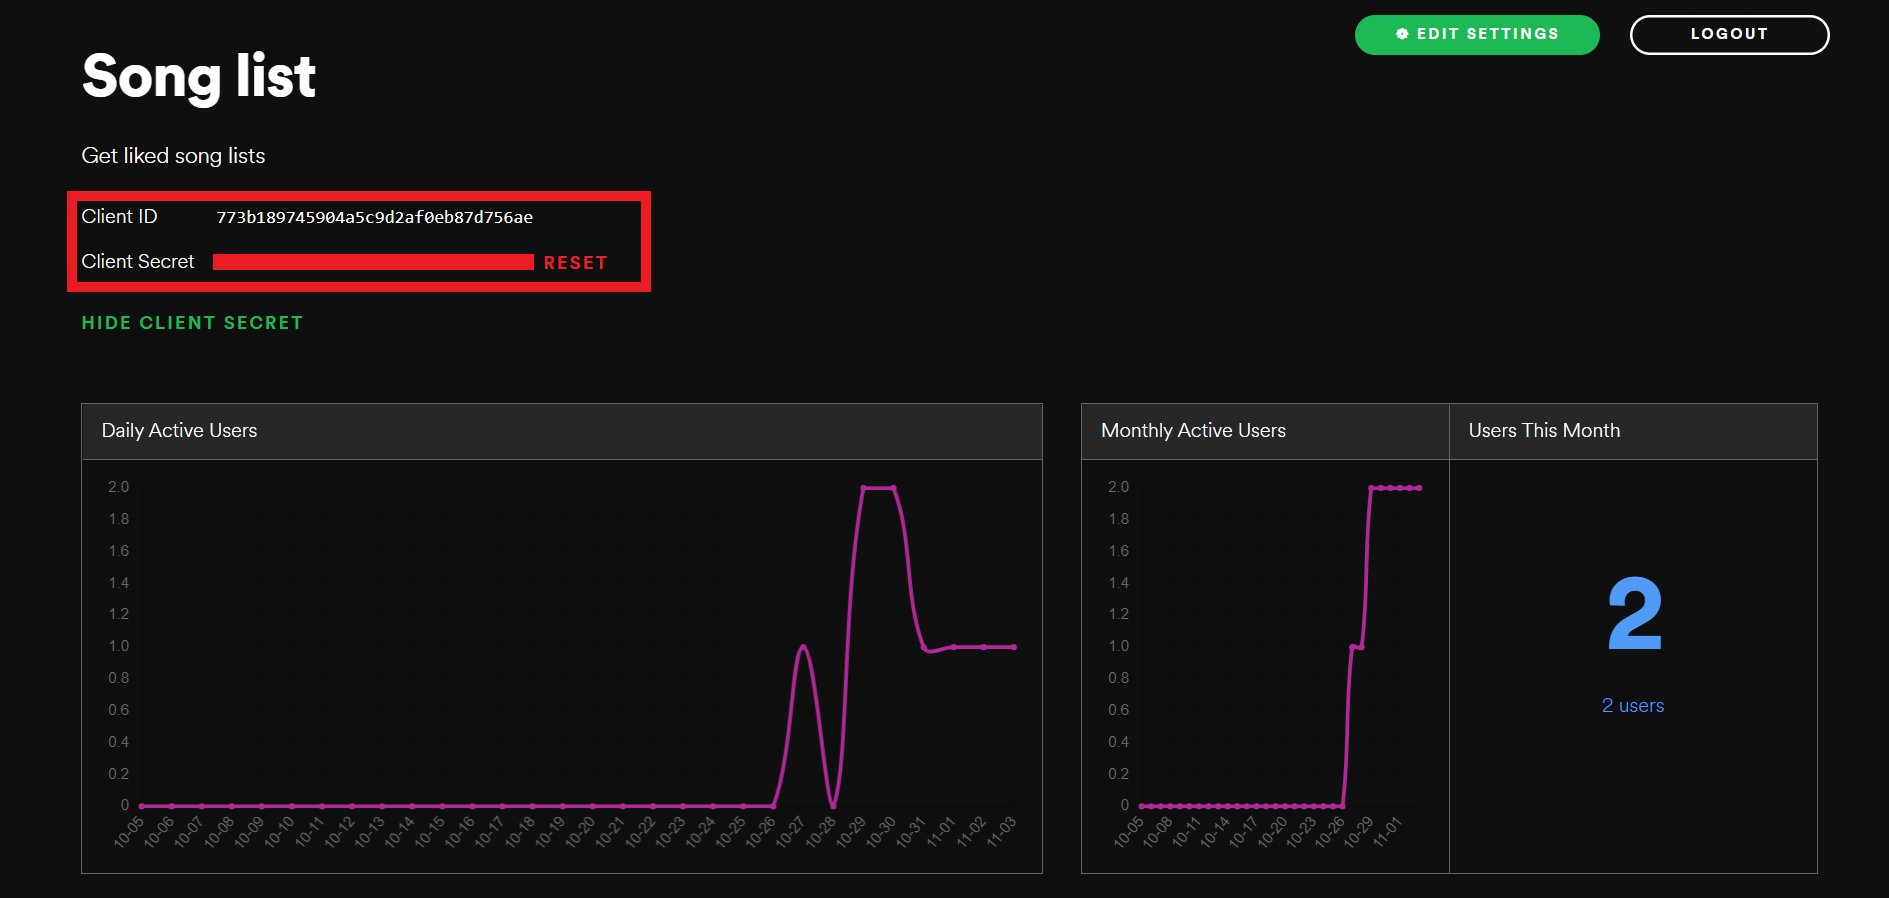 EDIT SETTINGS
LOGOUT
Song list
Get liked song lists
Client ID 773b189745904a5c9d2af0eb87d756ae
Client Secret RESET
HIDE CLIENT SECRET
Daily Active Users
2.0
1.8
1.6
1.4
1.2
1.0
0.8
0.6
0.4
0.2
0
10-05 10-06 10-07 10-08 10-09 10-10 10-11 10-12 10-13 10-14 10-15 10-16 10-17 10-18 10-19 10-20 10-21 10-22 10-23 10-24 10-25 10-26 10-27 10-28 10-29 10-30 10-31 11-01 11-02 11-03
Monthly Active Users
2.0
1.8
1.6
1.4
1.2
1.0
0.8
0.6
0.4
0.2
0
10-05 10-08 10-11 10-14 10-17 10-20 10-23 10-26 10-29 11-01
Users This Month
2
2 users